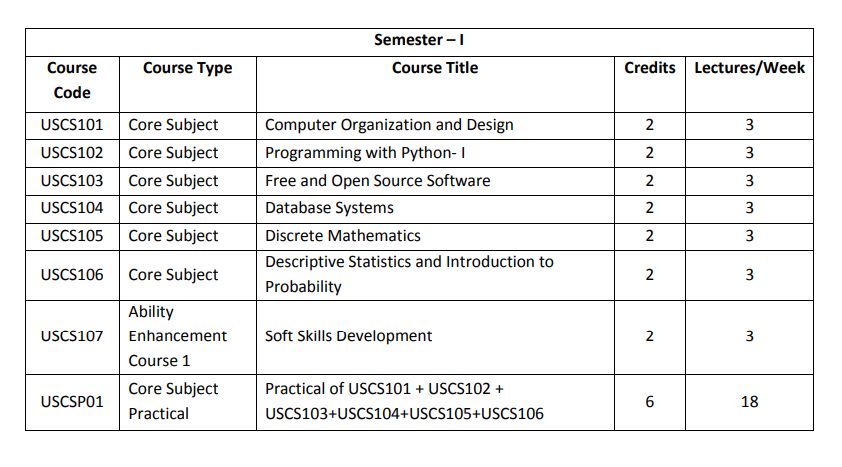 Semester – I
Course Code Course Type Course Title Credits Lectures/Week
USCS101 Core Subject Computer Organization and Design 2 3
USCS102 Core Subject Programming with Python- I 2 3
USCS103 Core Subject Free and Open Source Software 2 3
USCS104 Core Subject Database Systems 2 3
USCS105 Core Subject Discrete Mathematics 2 3
USCS106 Core Subject Descriptive Statistics and Introduction to Probability 2 3
USCS107 Ability Enhancement Course 1 Soft Skills Development 2 3
USCSP01 Core Subject Practical Practical of USCS101 + USCS102 + USCS103+USCS104+USCS105+USCS106 6 18